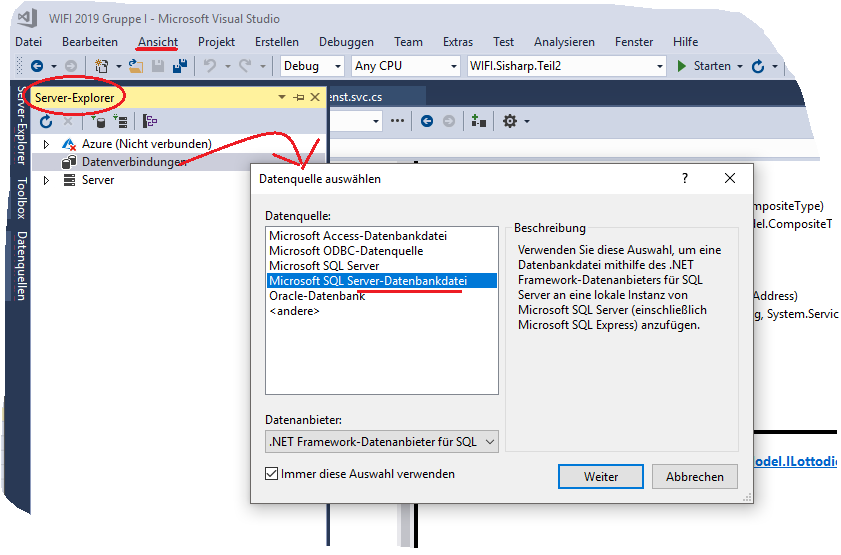 WIFI 2019 Gruppe I - Microsoft Visual Studio
Datei Bearbeiten Ansicht Projekt Erstellen Debuggen Team Extras Test Analysieren Fenster Hilfe
Debug Any CPU WIFI.Sisharp.Teil2 Starten
Server-Explorer
Toolbox
Datenquellen
Server-Explorer
Azure (Nicht verbunden)
Datenverbindungen
Server
enst.svc.cs
Datenquelle auswählen
Datenquelle:
Microsoft Access-Datenbankdatei
Microsoft ODBC-Datenquelle
Microsoft SQL Server
Microsoft SQL Server-Datenbankdatei
Oracle-Datenbank
<andere>
Beschreibung
Verwenden Sie diese Auswahl, um eine
Datenbankdatei mithilfe des .NET
Framework-Datenanbieters für SQL
Server an eine lokale Instanz von
Microsoft SQL Server (einschließlich
Microsoft SQL Express) anzufügen.
Datenanbieter:
.NET Framework-Datenanbieter für SQL
Immer diese Auswahl verwenden
Weiter Abbrechen
mpositeType)
del.CompositeT
Address)
g, System.Servic
odel.ILottodie